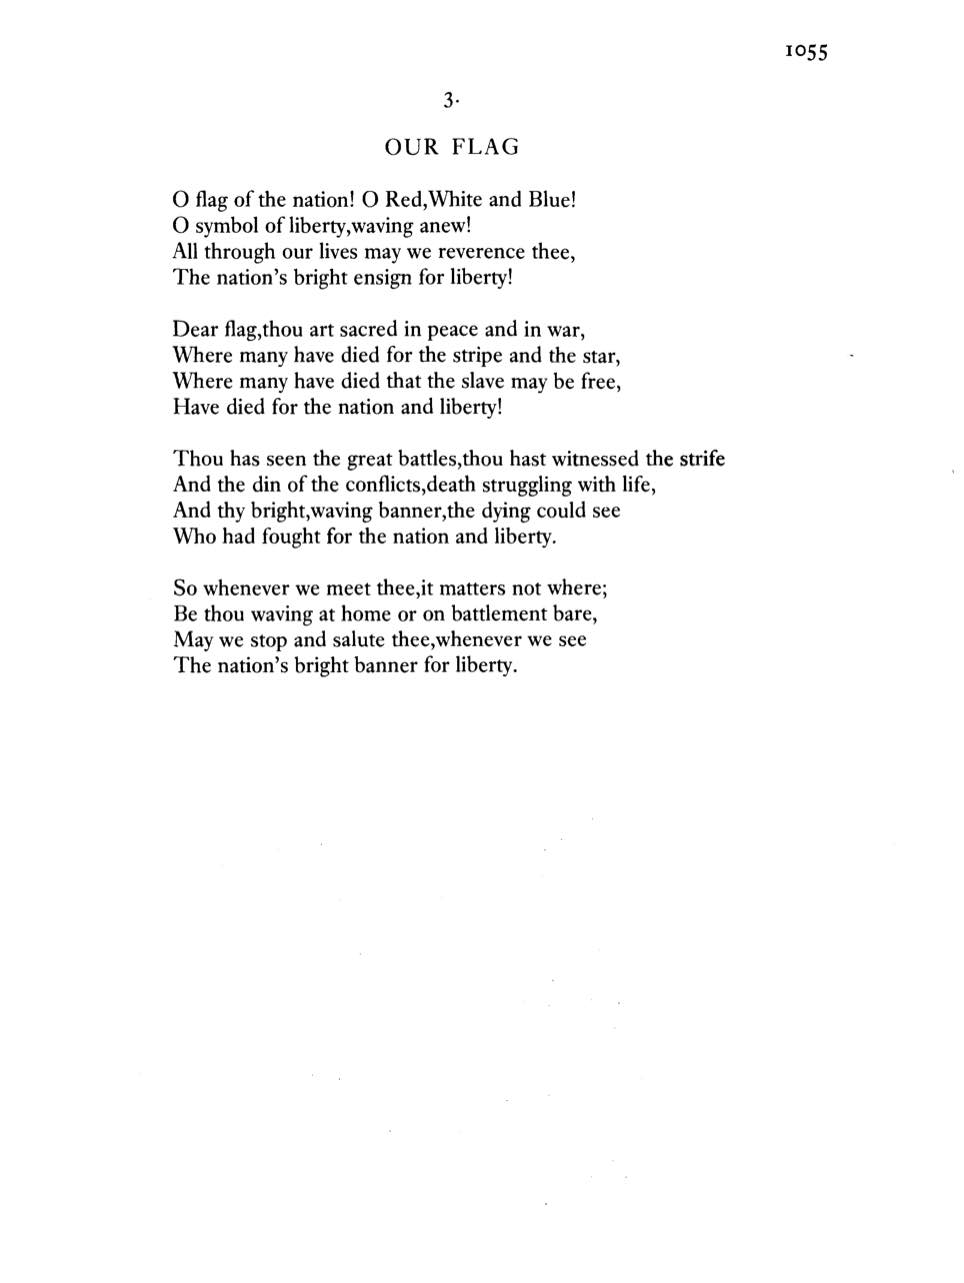 1055
3.
OUR FLAG
O flag of the nation! O Red,White and Blue!
O symbol of liberty,waving anew!
All through our lives may we reverence thee,
The nation's bright ensign for liberty!
Dear flag,thou art sacred in peace and in war,
Where many have died for the stripe and the star,
Where many have died that the slave may be free,
Have died for the nation and liberty!
Thou has seen the great battles,thou hast witnessed the strife
And the din of the conflicts,death struggling with life,
And thy bright,waving banner,the dying could see
Who had fought for the nation and liberty.
So whenever we meet thee,it matters not where;
Be thou waving at home or on battlement bare,
May we stop and salute thee,whenever we see
The nation's bright banner for liberty.